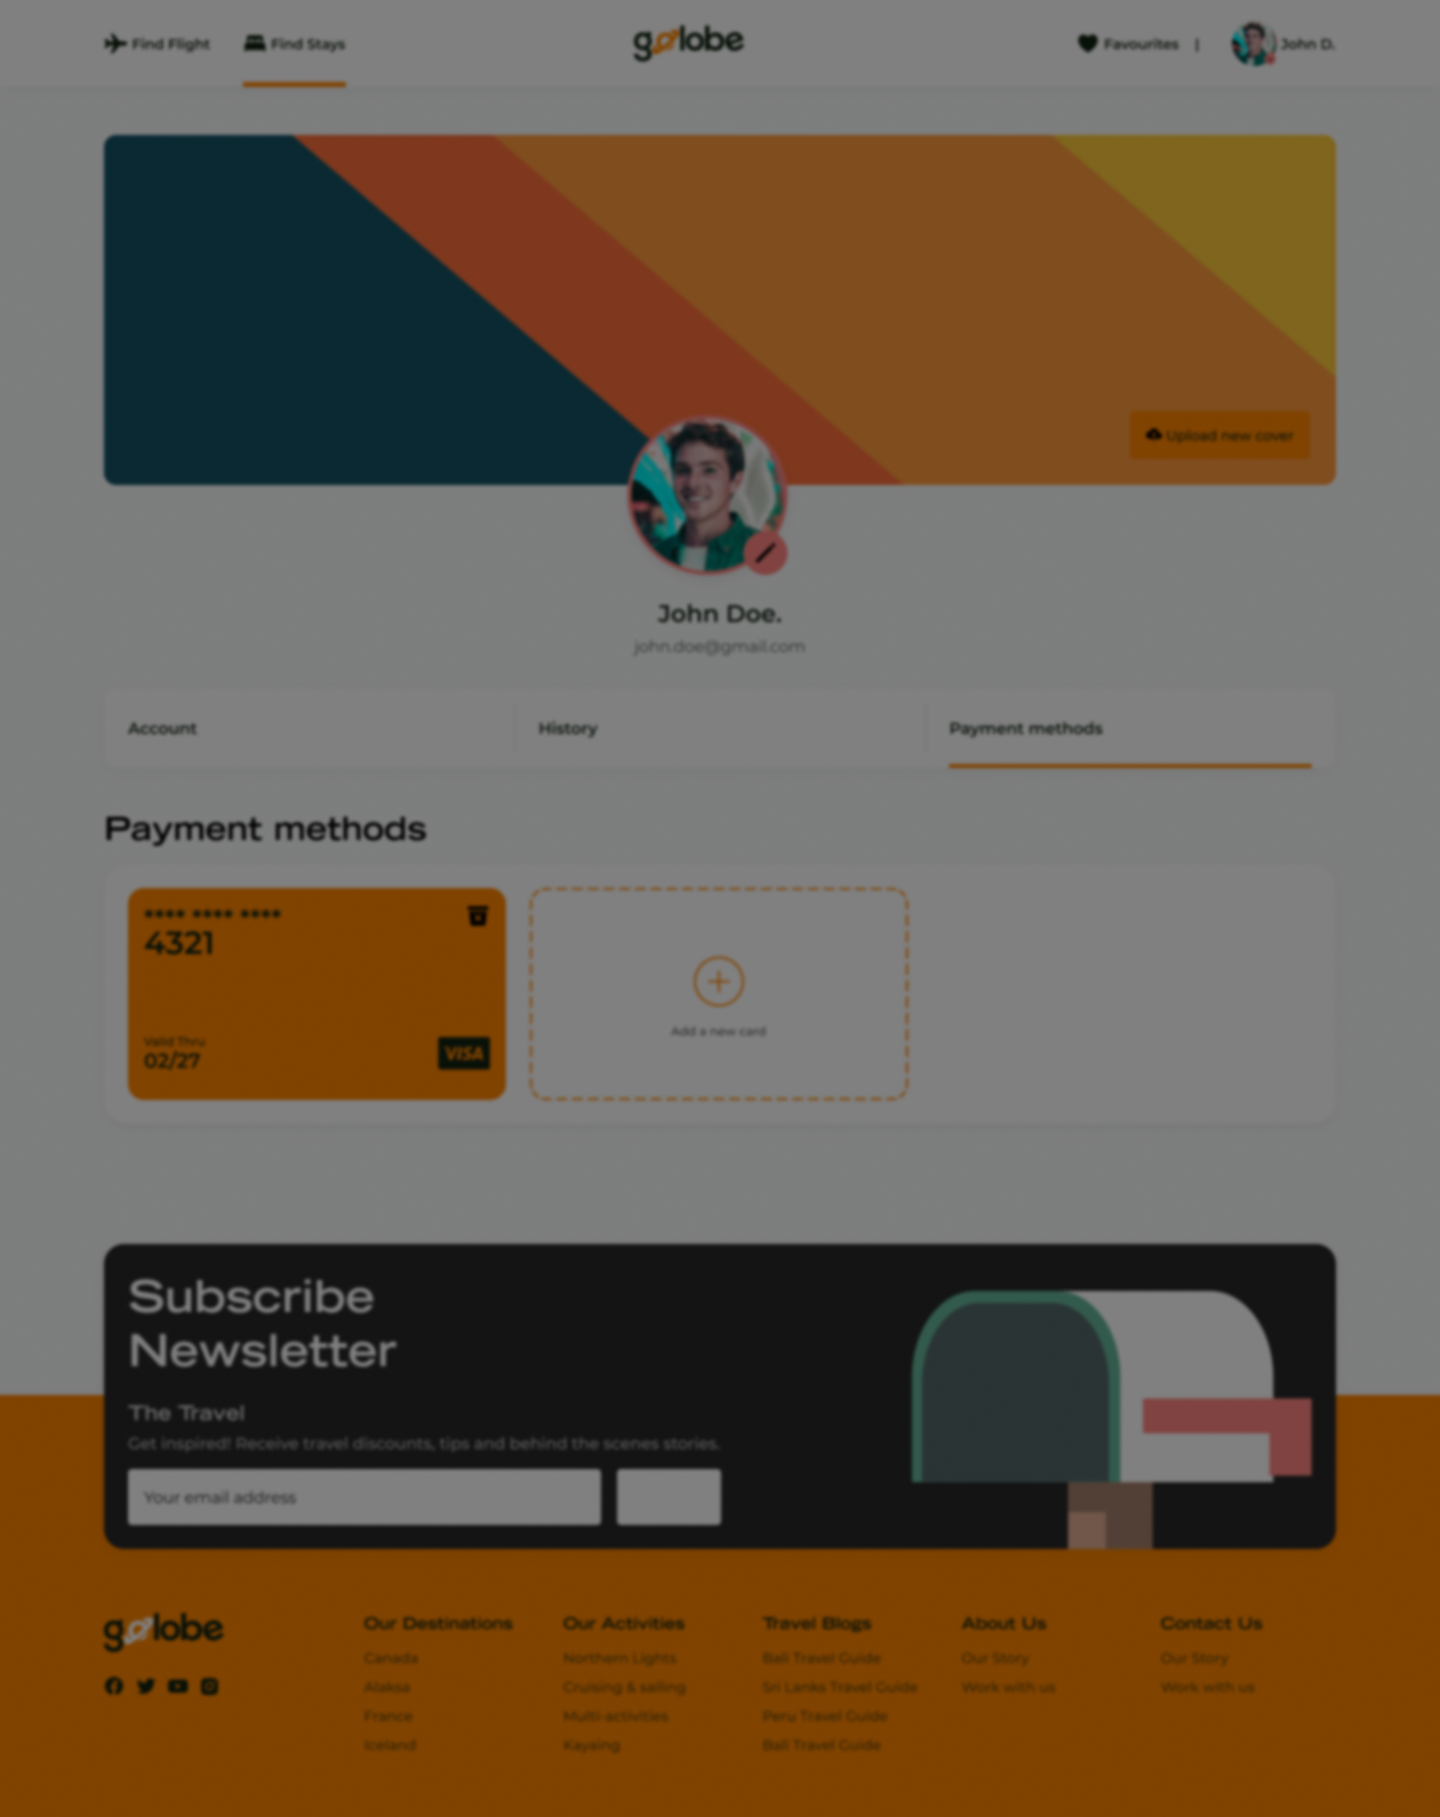 Find Flight
Find Stays
golobe
Favourites |
John D.
Upload new cover
John Doe.
john.doe@gmail.com
Account
History
Payment methods
Payment methods
**** **** ****
4321
Valid Thru
02/27
VISA
Add a new card
Subscribe
Newsletter
The Travel
Get inspired! Receive travel discounts, tips and behind the scenes stories.
Your email address
golobe
Our Destinations
Canada
Alaksa
France
Iceland
Our Activities
Northern Lights
Cruising & sailing
Multi-activities
Kayaing
Travel Blogs
Bali Travel Guide
Sri Lanks Travel Guide
Peru Travel Guide
Bali Travel Guide
About Us
Our Story
Work with us
Contact Us
Our Story
Work with us